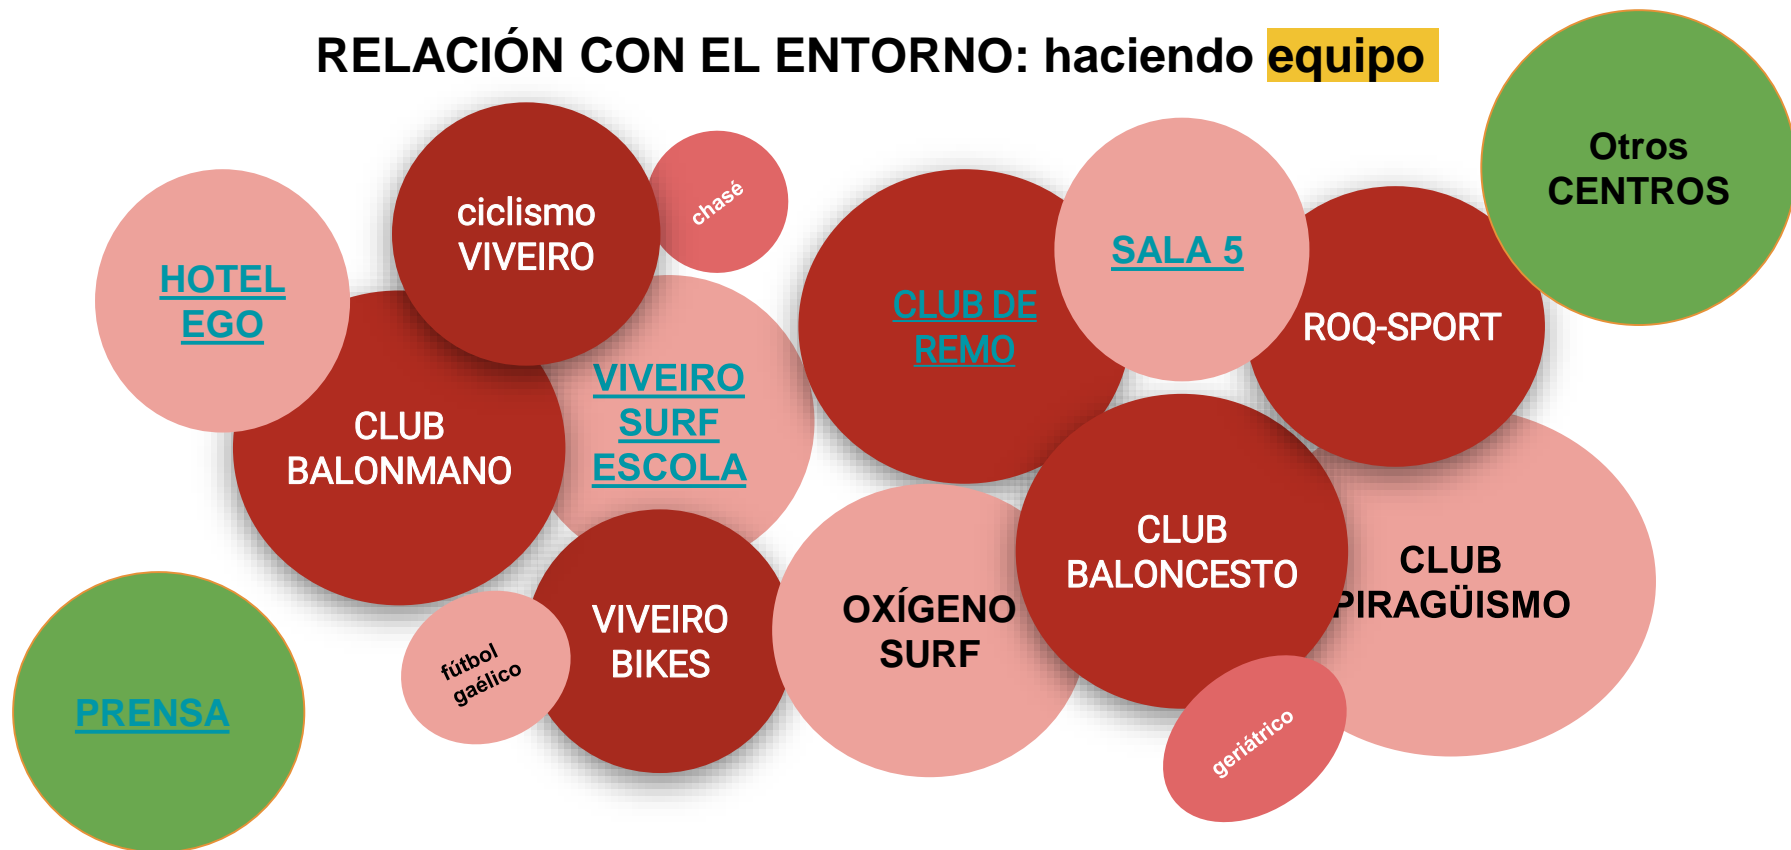 RELACIÓN CON EL ENTORNO: haciendo equipo
Otros
CENTROS
ciclismo
VIVEIRO
chasé
HOTEL
EGO
SALA 5
CLUB DE
REMO
ROQ-SPORT
VIVEIRO
SURF
ESCOLA
CLUB
BALONMANO
CLUB
BALONCESTO
CLUB
PIRAGÜISMO
OXÍGENO
SURF
VIVEIRO
BIKES
fútbol
gaélico
PRENSA
geriátrico